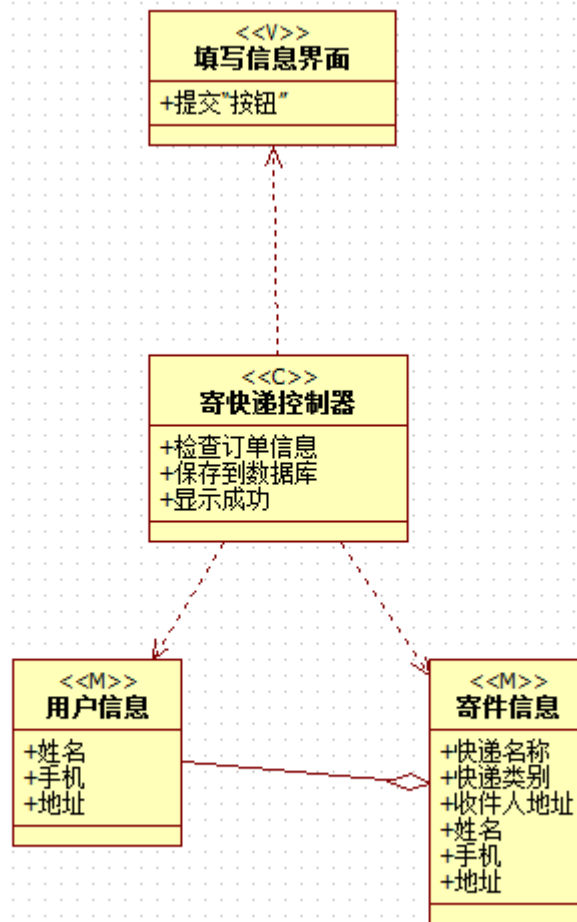 <<V>>
填写信息界面
+提交“按钮”
<<C>>
寄快递控制器
+检查订单信息
+保存到数据库
+显示成功
<<M>>
用户信息
+姓名
+手机
+地址
<<M>>
寄件信息
+快递名称
+快递类别
+收件人地址
+姓名
+手机
+地址